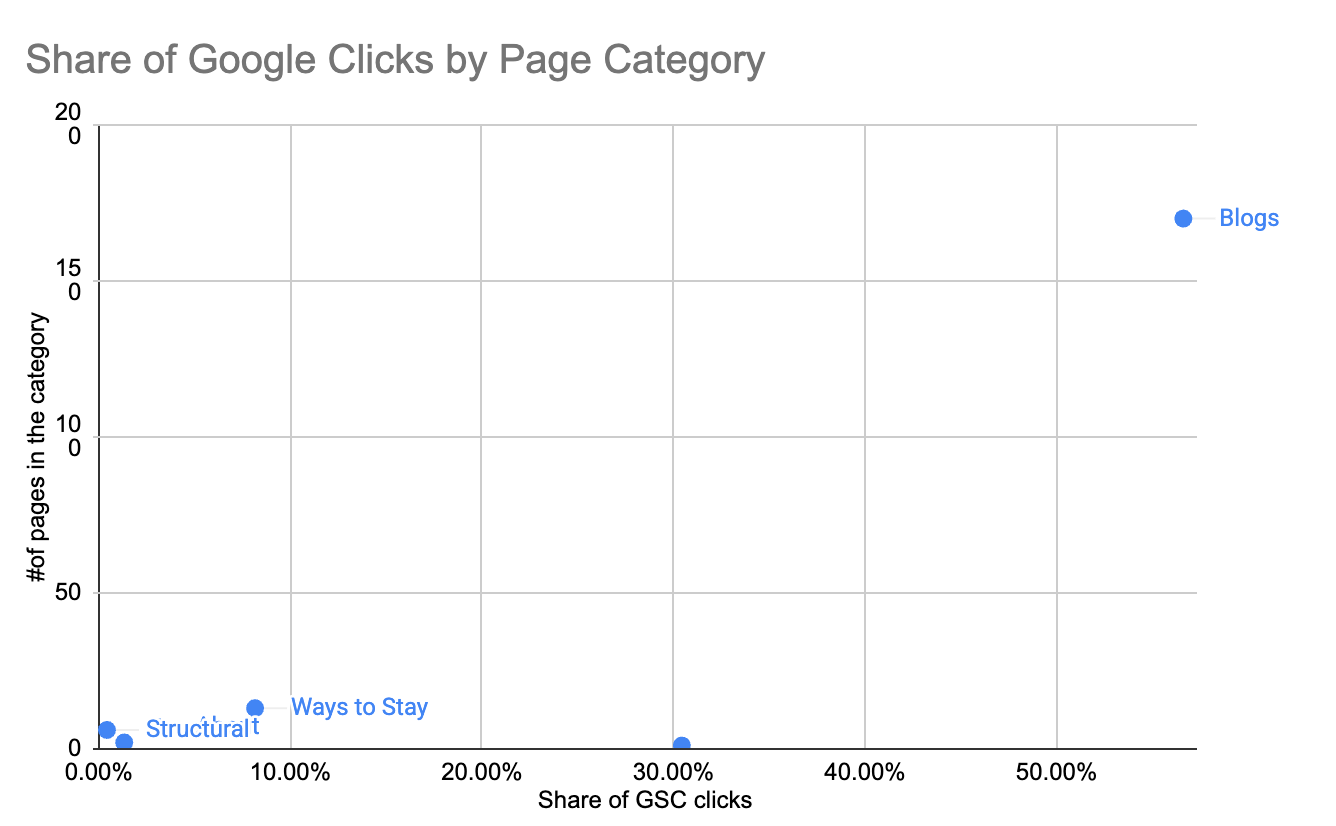 Share of Google Clicks by Page Category
20
0
Blogs
15
0
#of pages in the category
10
0
50
Ways to Stay
Structural
0
0.00%
10.00%
20.00%
30.00%
40.00%
50.00%
Share of GSC clicks